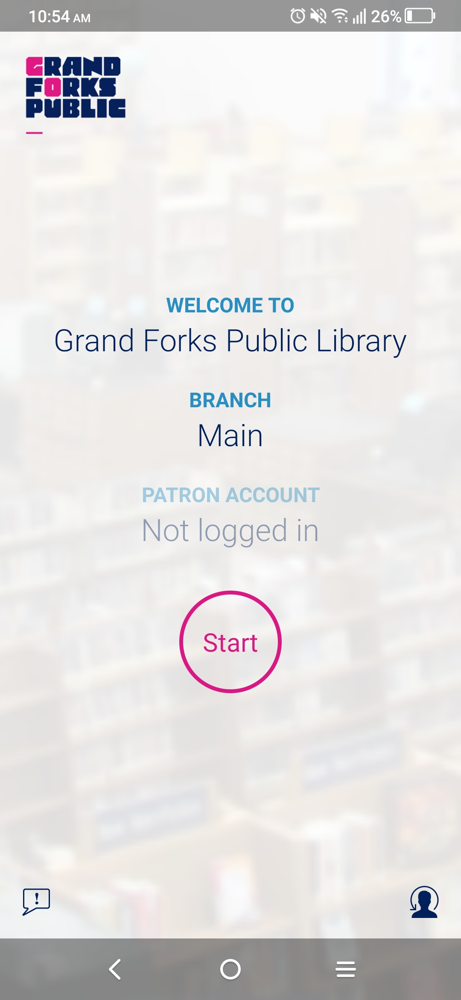 10:54 AM
26%
GRAND
FORKS
PUBLIC
WELCOME TO
Grand Forks Public Library
BRANCH
Main
PATRON ACCOUNT
Not logged in
Start
!